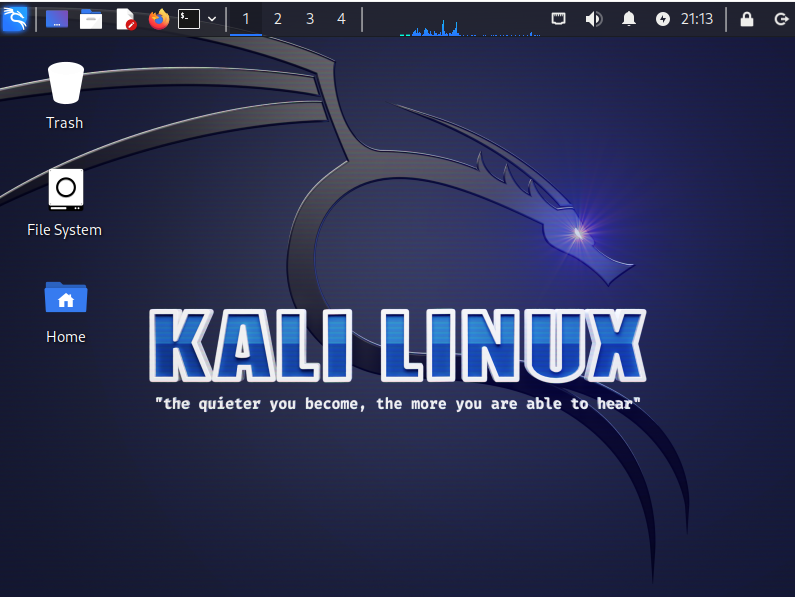 1 2 3 4 21:13
Trash
File System
Home
KALI LINUX
"the quieter you become, the more you are able to hear"